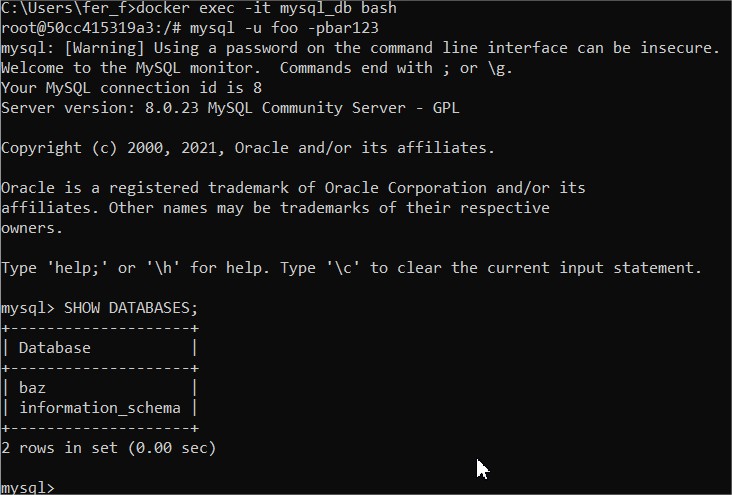 C:\Users\fer_f>docker exec -it mysql_db bash
root@50cc415319a3:/# mysql -u foo -pbar123
mysql: [Warning] Using a password on the command line interface can be insecure.
Welcome to the MySQL monitor.  Commands end with ; or \g.
Your MySQL connection id is 8
Server version: 8.0.23 MySQL Community Server - GPL

Copyright (c) 2000, 2021, Oracle and/or its affiliates.

Oracle is a registered trademark of Oracle Corporation and/or its
affiliates. Other names may be trademarks of their respective
owners.

Type 'help;' or '\h' for help. Type '\c' to clear the current input statement.

mysql> SHOW DATABASES;
+--------------------+
| Database           |
+--------------------+
| baz                |
| information_schema |
+--------------------+
2 rows in set (0.00 sec)

mysql>